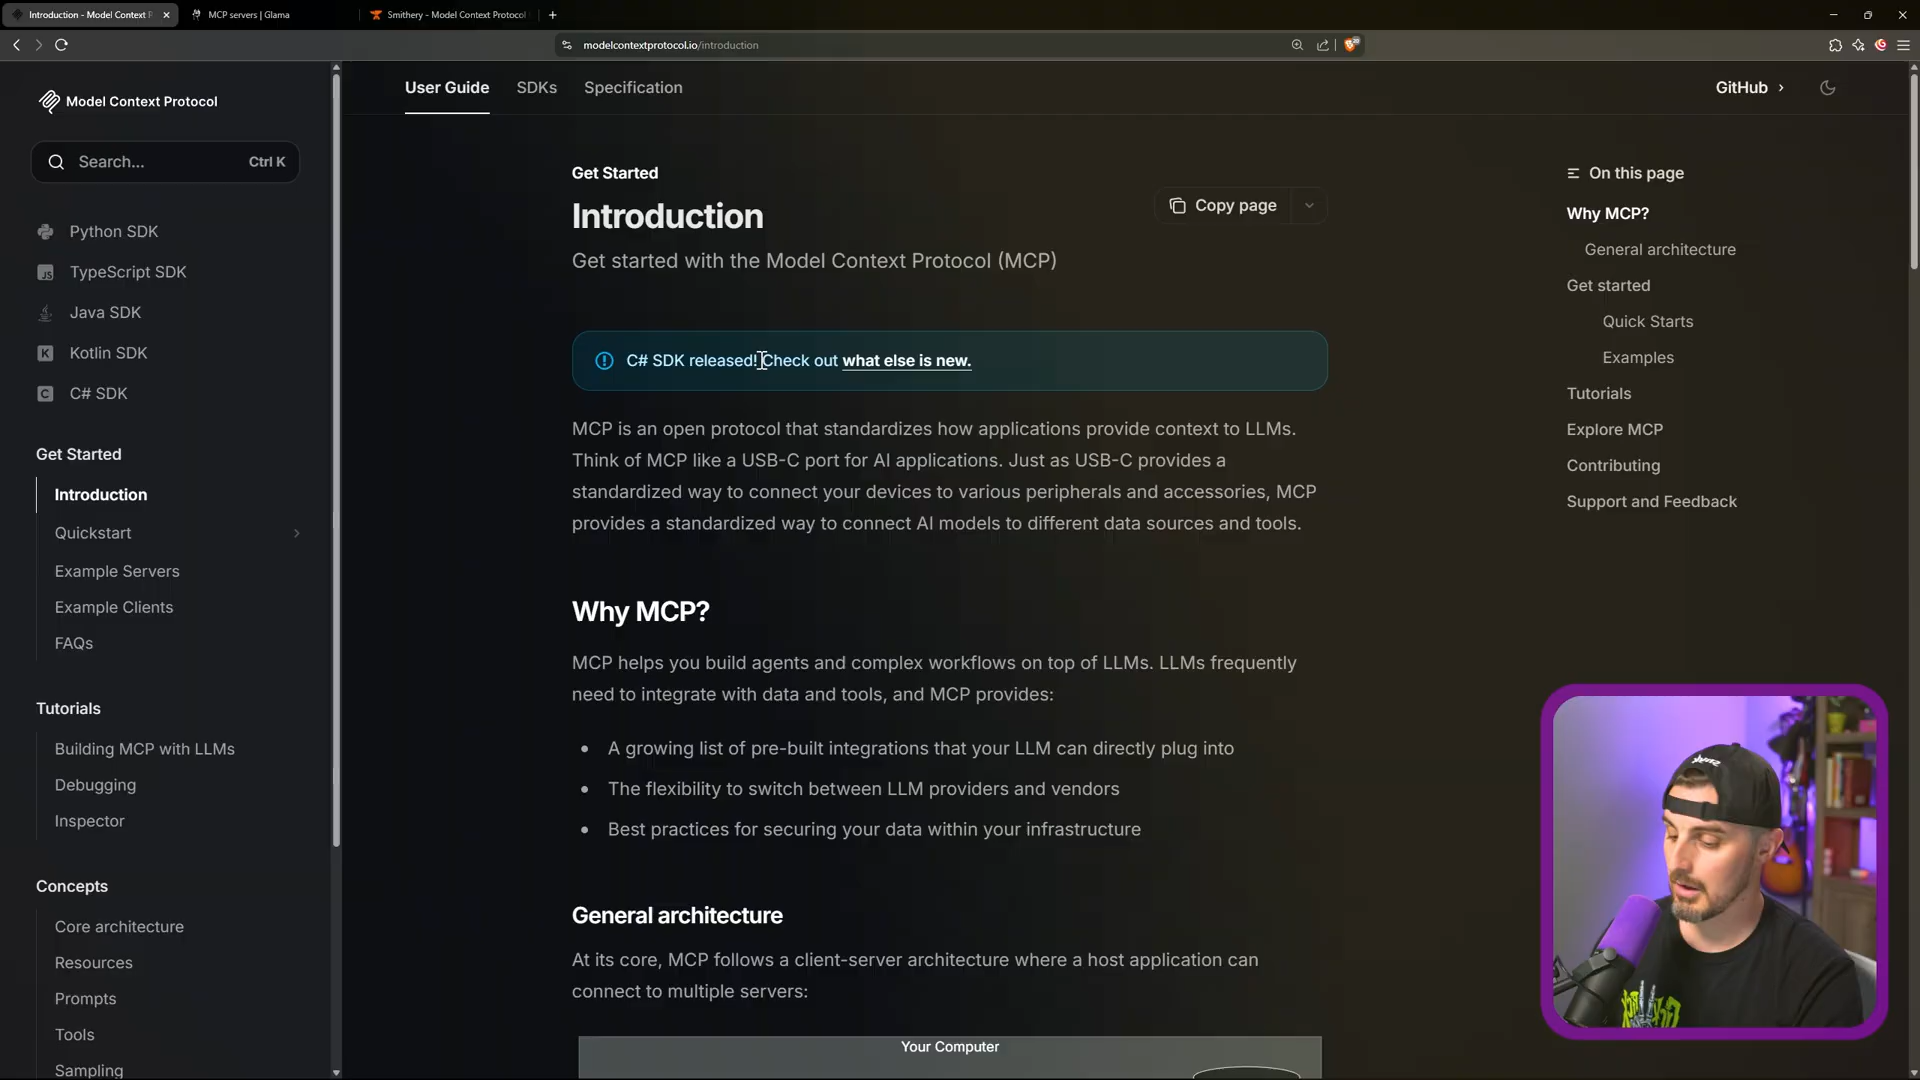 Introduction - Model Context P
MCP servers | Glama
Smithery - Model Context Protocol
modelcontextprotocol.io/introduction
Model Context Protocol
Search...
Ctrl K
Python SDK
TypeScript SDK
Java SDK
Kotlin SDK
C# SDK
Get Started
Introduction
Quickstart
Example Servers
Example Clients
FAQs
Tutorials
Building MCP with LLMs
Debugging
Inspector
Concepts
Core architecture
Resources
Prompts
Tools
Sampling
User Guide
SDKs
Specification
GitHub
Get Started
Introduction
Copy page
Get started with the Model Context Protocol (MCP)
C# SDK released! Check out what else is new.
MCP is an open protocol that standardizes how applications provide context to LLMs.
Think of MCP like a USB-C port for AI applications. Just as USB-C provides a
standardized way to connect your devices to various peripherals and accessories, MCP
provides a standardized way to connect AI models to different data sources and tools.
Why MCP?
MCP helps you build agents and complex workflows on top of LLMs. LLMs frequently
need to integrate with data and tools, and MCP provides:
A growing list of pre-built integrations that your LLM can directly plug into
The flexibility to switch between LLM providers and vendors
Best practices for securing your data within your infrastructure
General architecture
At its core, MCP follows a client-server architecture where a host application can
connect to multiple servers:
Your Computer
On this page
Why MCP?
General architecture
Get started
Quick Starts
Examples
Tutorials
Explore MCP
Contributing
Support and Feedback